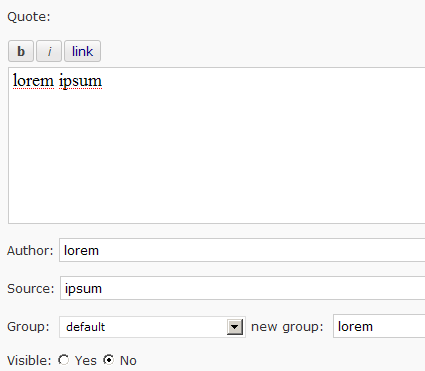 Quote:
b i link
lorem ipsum
Author: lorem
Source: ipsum
Group: default new group: lorem
Visible: Yes No